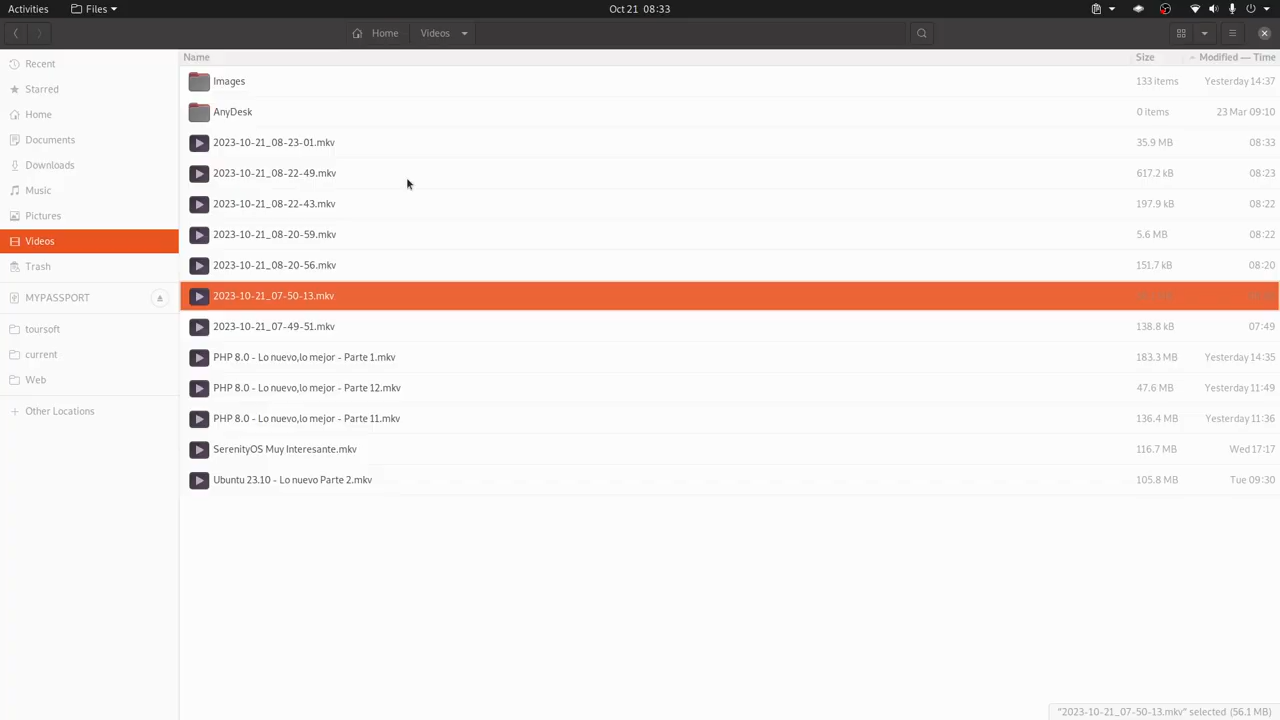 Activities Files Oct 21 08:33
Home Videos
Name Size Modified — Time
Recent
Starred
Home
Documents
Downloads
Music
Pictures
Videos
Trash
MYPASSPORT
toursoft
current
Web
Other Locations
Images 133 items Yesterday 14:37
AnyDesk 0 items 23 Mar 09:10
2023-10-21_08-23-01.mkv 35.9 MB 08:33
2023-10-21_08-22-49.mkv 617.2 kB 08:23
2023-10-21_08-22-43.mkv 197.9 kB 08:22
2023-10-21_08-20-59.mkv 5.6 MB 08:22
2023-10-21_08-20-56.mkv 151.7 kB 08:20
2023-10-21_07-50-13.mkv
2023-10-21_07-49-51.mkv 138.8 kB 07:49
PHP 8.0 - Lo nuevo,lo mejor - Parte 1.mkv 183.3 MB Yesterday 14:35
PHP 8.0 - Lo nuevo,lo mejor - Parte 12.mkv 47.6 MB Yesterday 11:49
PHP 8.0 - Lo nuevo,lo mejor - Parte 11.mkv 136.4 MB Yesterday 11:36
SerenityOS Muy Interesante.mkv 116.7 MB Wed 17:17
Ubuntu 23.10 - Lo nuevo Parte 2.mkv 105.8 MB Tue 09:30
"2023-10-21_07-50-13.mkv" selected (56.1 MB)